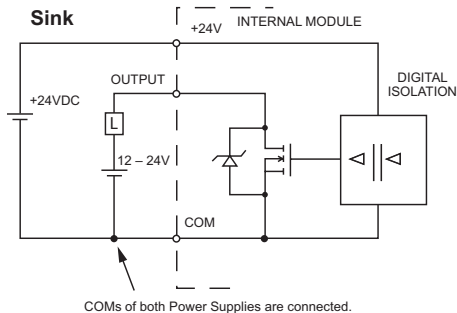 Sink
INTERNAL MODULE
+24V
OUTPUT
DIGITAL
ISOLATION
+24VDC
L
12 – 24V
COM
COMs of both Power Supplies are connected.